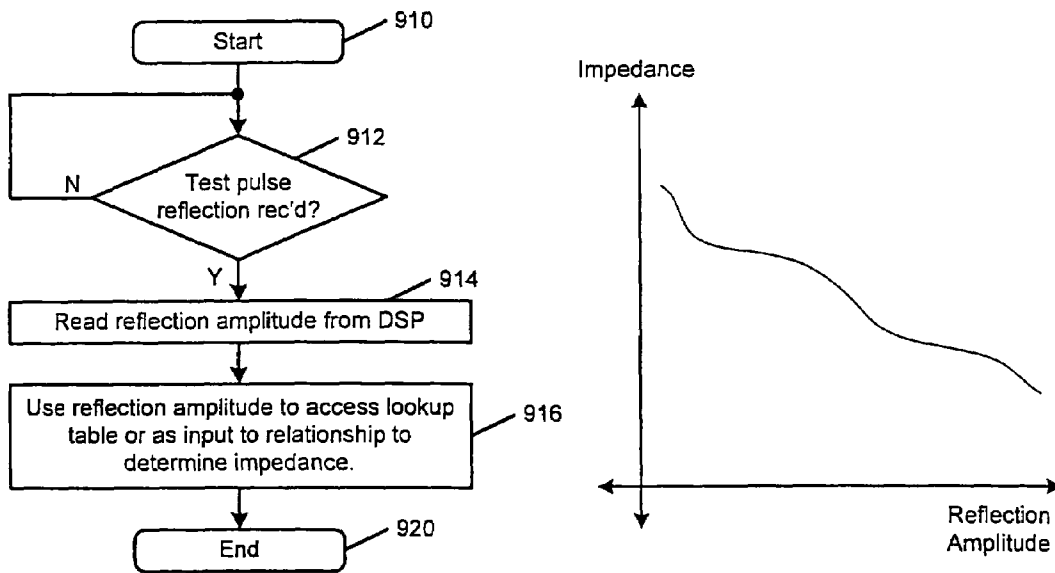 Start
910
912
Test pulse
reflection rec'd?
N
Y
914
Read reflection amplitude from DSP
Use reflection amplitude to access lookup
table or as input to relationship to
determine impedance.
916
End
920
Impedance
Reflection
Amplitude